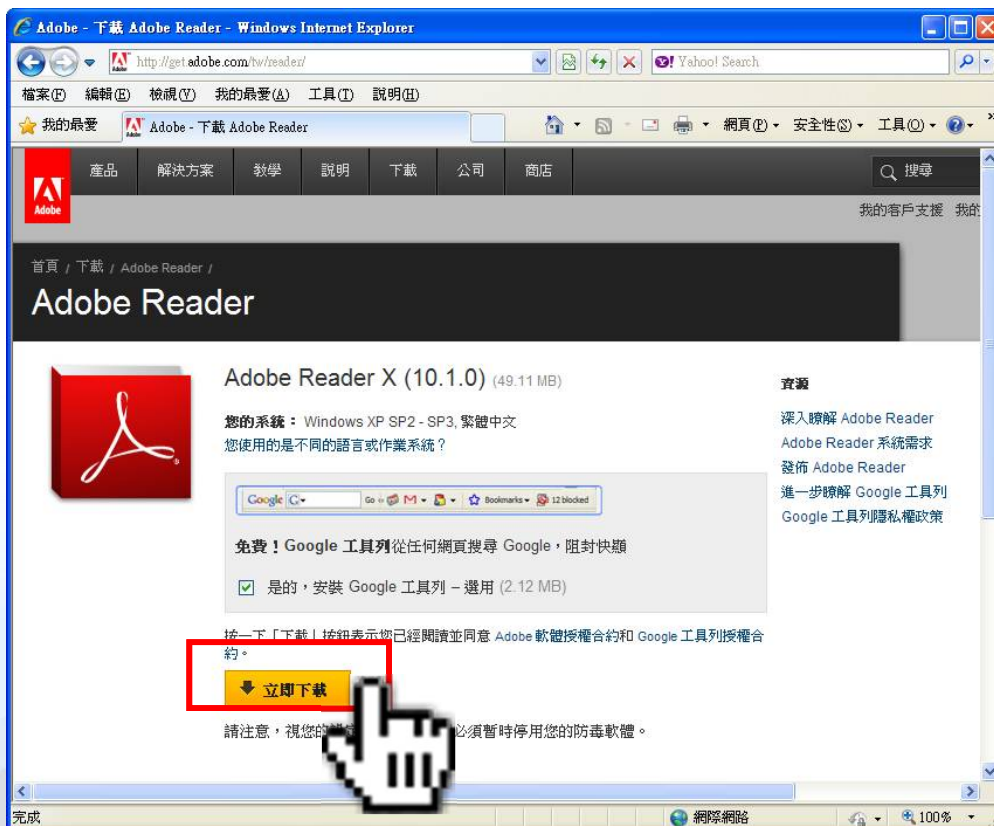 Adobe - 下載 Adobe Reader - Windows Internet Explorer
http://get.adobe.com/tw/reader/
Yahoo! Search
檔案(F) 編輯(E) 檢視(V) 我的最愛(A) 工具(T) 說明(H)
我的最愛 Adobe - 下載 Adobe Reader 網頁(P) 安全性(S) 工具(O)
產品 解決方案 教學 說明 下載 公司 商店 搜尋
Adobe
我的客戶支援 我的
首頁 / 下載 / Adobe Reader /
Adobe Reader
Adobe Reader X (10.1.0) (49.11 MB)
您的系統： Windows XP SP2 - SP3, 繁體中文
您使用的是不同的語言或作業系統？
Google Go Bookmarks 12 blocked
免費！Google 工具列從任何網頁搜尋 Google，阻封快顯
是的，安裝 Google 工具列 – 選用 (2.12 MB)
按一下「下載」按鈕表示您已經閱讀並同意 Adobe 軟體授權合約和 Google 工具列授權合
約。
立即下載
請注意，視您的 必須暫時停用您的防毒軟體。
資源
深入瞭解 Adobe Reader
Adobe Reader 系統需求
發佈 Adobe Reader
進一步瞭解 Google 工具列
Google 工具列隱私權政策
完成 網際網路 100%